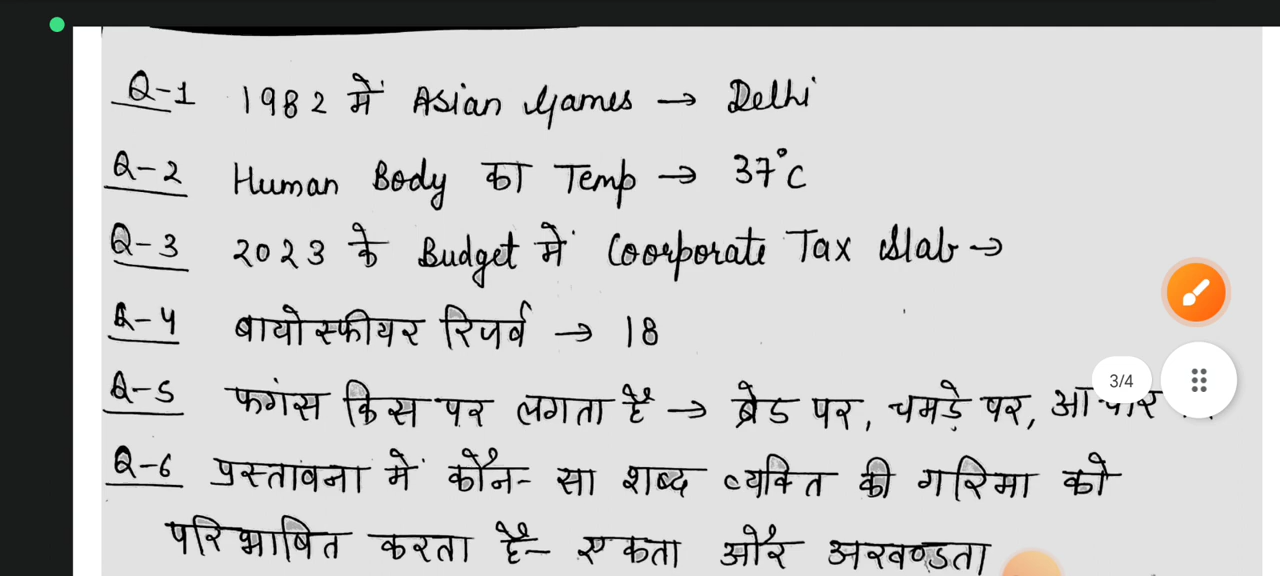 Q-1 1982 में Asian Games → Delhi
Q-2 Human Body का Temp → 37°C
Q-3 2023 के Budget में Coorporate Tax Slab →
Q-4 बायोस्फीयर रिजर्व → 18
Q-5 फगंस किस पर लगता है → ब्रेड पर, चमड़े पर,
3/4
Q-6 प्रस्तावना में कौन-सा शब्द व्यक्ति की गरिमा को
परिभाषित करता है- एकता और अखण्डता